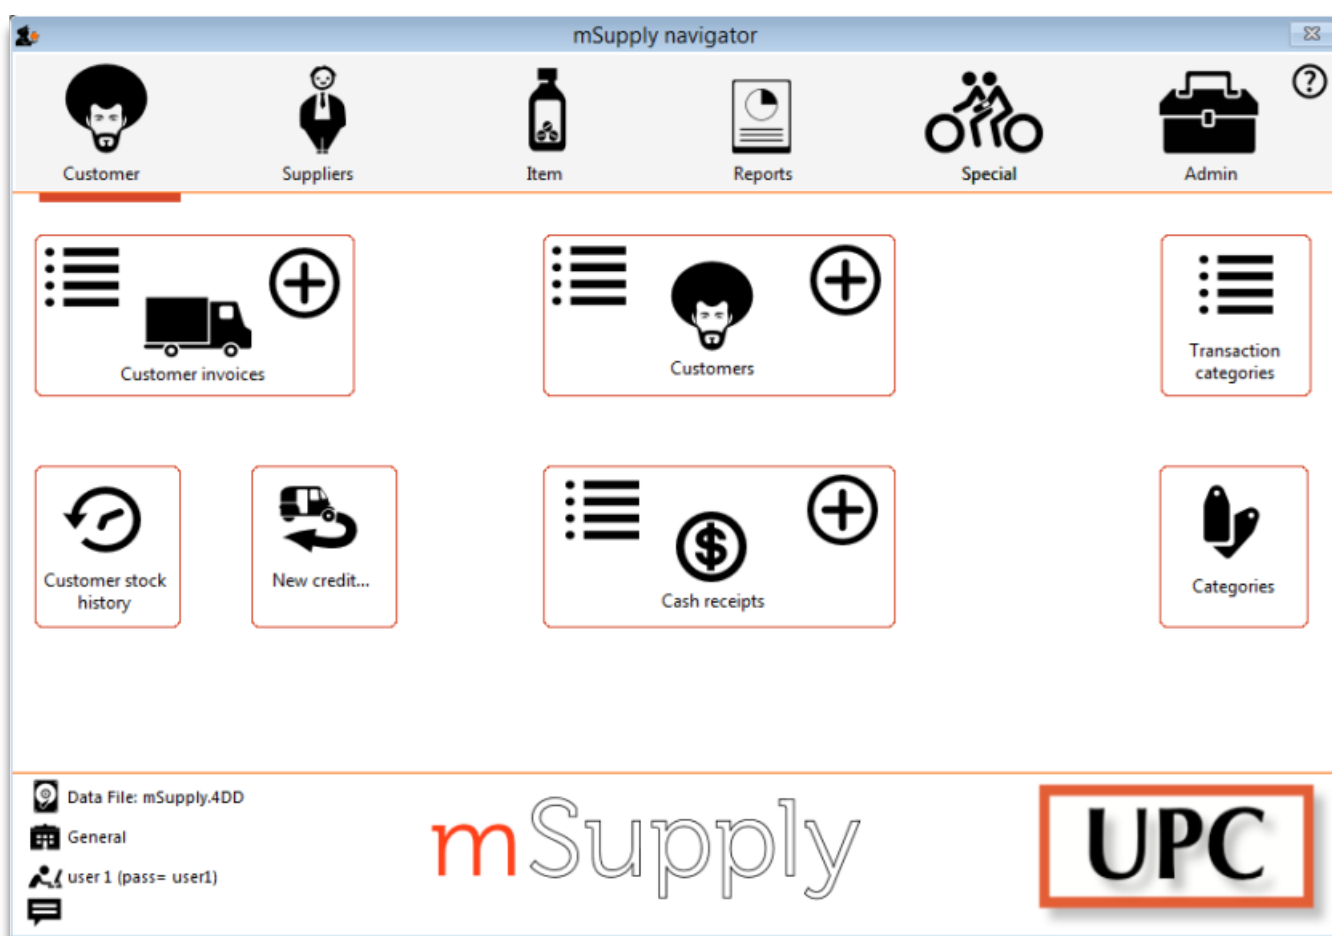 mSupply navigator
?
Customer
Suppliers
Item
Reports
Special
Admin
Customer invoices
Customers
Transaction
categories
Customer stock
history
New credit...
$
Cash receipts
Categories
Data File: mSupply.4DD
General
user 1 (pass= user1)
mSupply
UPC